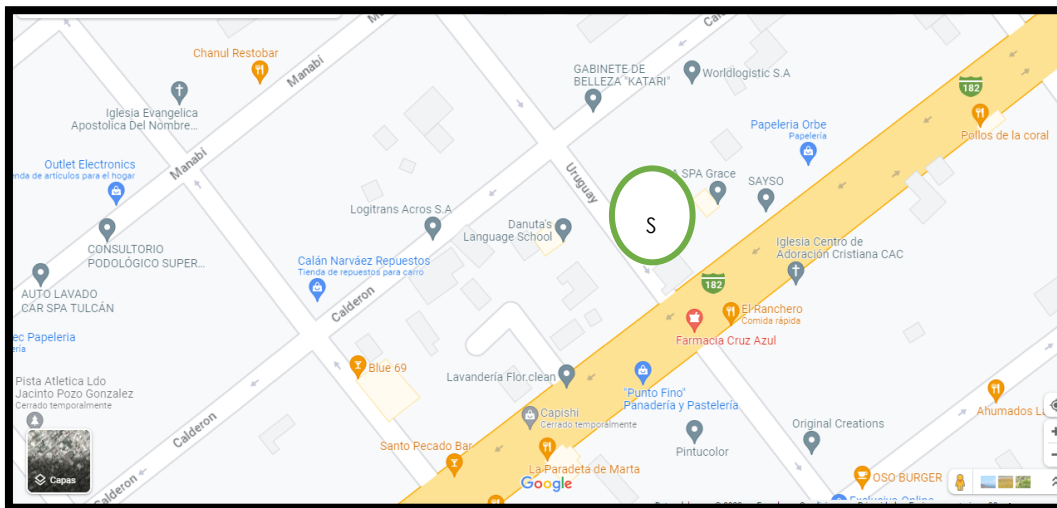 Chanul Restobar
Manabi
Ma
Cal
GABINETE DE
BELLEZA "KATARI"
Worldlogistic S.A
182
Iglesia Evangelica
Apostolica Del Nombre...
Papeleria Orbe
Papelería
Pollos de la coral
Manabi
Outlet Electronics
enda de artículos para el hogar
Uruguay
SPA Grace
SAYSO
Logitrans Acros S.A
Danuta's
Language School
S
CONSULTORIO
PODOLÓGICO SUPER...
Iglesia Centro de
Adoración Cristiana CAC
Calán Narváez Repuestos
Tienda de repuestos para carro
AUTO LAVADO
CAR SPA TULCÁN
Calderon
182
El Ranchero
Comida rápida
Farmacia Cruz Azul
ec Papeleria
ería
Blue 69
Lavandería Flor.clean
"Punto Fino"
Panadería y Pastelería
Pista Atletica Ldo
Jacinto Pozo Gonzalez
Cerrado temporalmente
Capishi
Cerrado temporalmente
Ahumados L
Calderon
Original Creations
Santo Pecado Bar
Pintucolor
La Paradeta de Marta
Capas
Google
OSO BURGER
Calderon